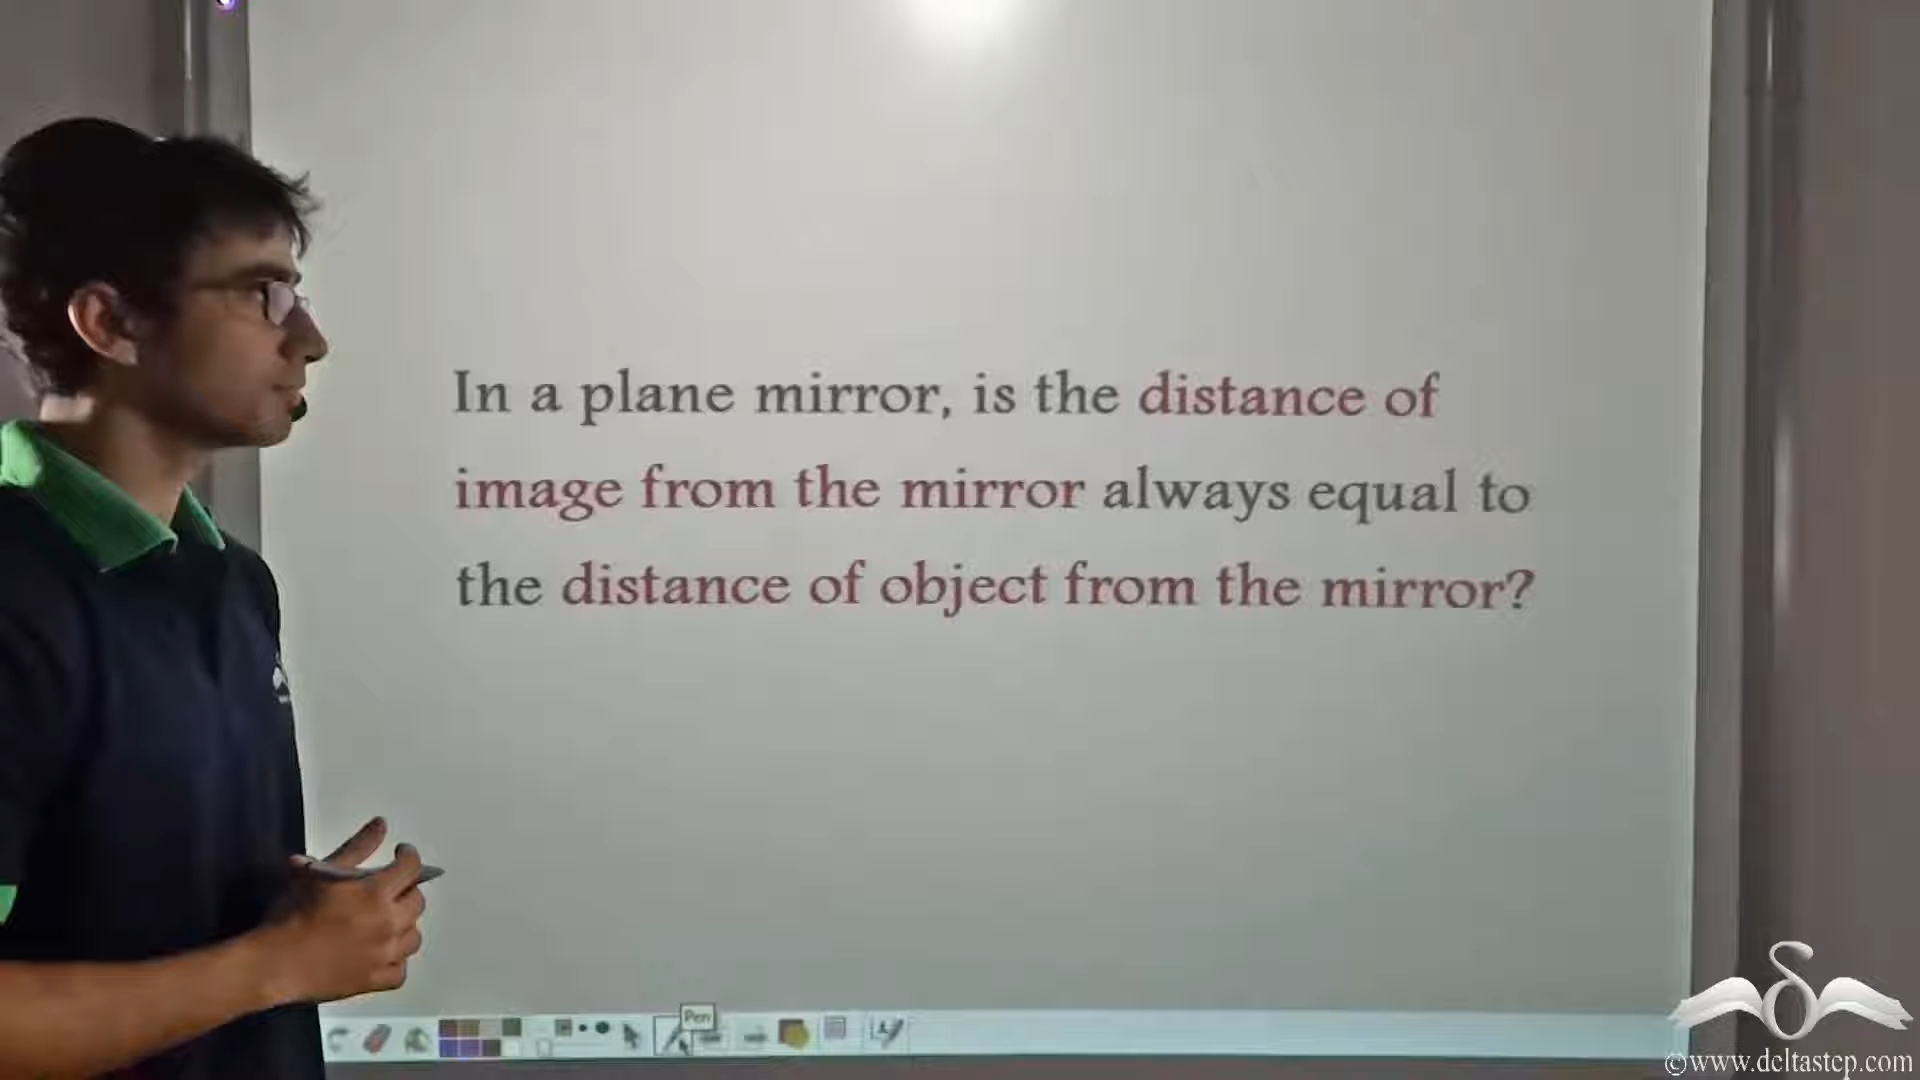 In a plane mirror, is the distance of
image from the mirror always equal to
the distance of object from the mirror?
Pen
©www.deltastep.com